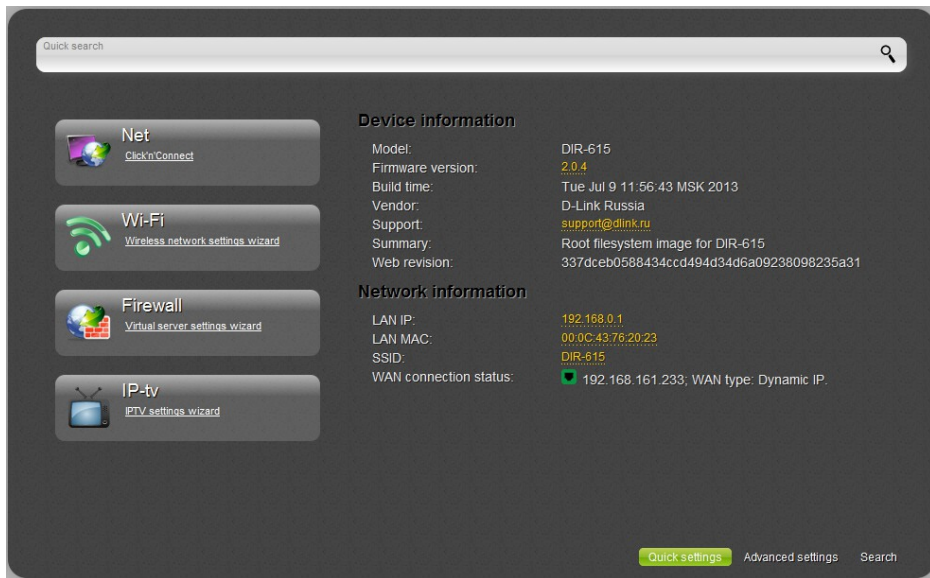 Quick search
Net
Click'n'Connect
Wi-Fi
Wireless network settings wizard
Firewall
Virtual server settings wizard
IP-tv
IPTV settings wizard
Device information
Model: DIR-615
Firmware version: 2.0.4
Build time: Tue Jul 9 11:56:43 MSK 2013
Vendor: D-Link Russia
Support: support@dlink.ru
Summary: Root filesystem image for DIR-615
Web revision: 337dceb0588434ccd494d34d6a09238098235a31
Network information
LAN IP: 192.168.0.1
LAN MAC: 00:0C:43:76:20:23
SSID: DIR-615
WAN connection status: 192.168.161.233; WAN type: Dynamic IP.
Quick settings Advanced settings Search